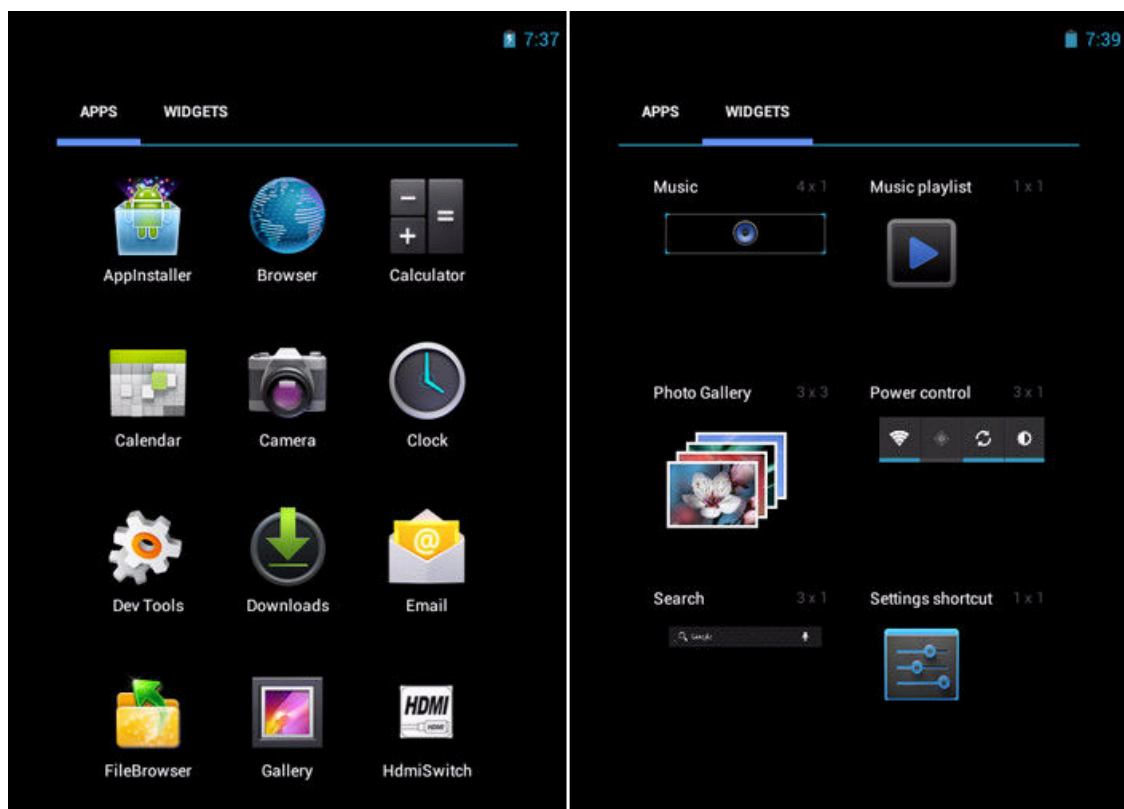 7:37
APPS WIDGETS
AppInstaller Browser Calculator
Calendar Camera Clock
Dev Tools Downloads @ Email
HDMI
HDMI
FileBrowser Gallery HdmiSwitch
7:39
APPS WIDGETS
Music 4 x 1 Music playlist 1 x 1
Photo Gallery 3 x 3 Power control 3 x 1
Search 3 x 1 Settings shortcut 1 x 1
Google